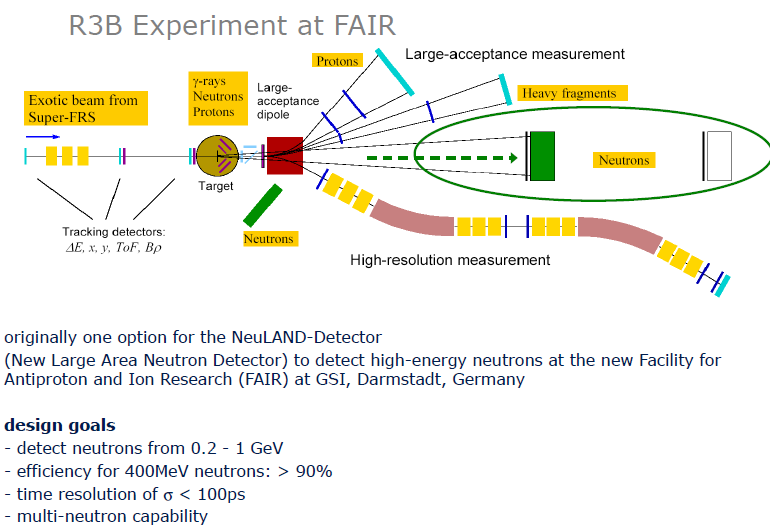 R3B Experiment at FAIR
Protons
Large-acceptance measurement
γ-rays
Neutrons
Protons
Large-
acceptance
dipole
Exotic beam from
Super-FRS
Heavy fragments
Neutrons
Target
Tracking detectors:
ΔE, x, y, ToF, Bρ
Neutrons
High-resolution measurement
originally one option for the NeuLAND-Detector
(New Large Area Neutron Detector) to detect high-energy neutrons at the new Facility for
Antiproton and Ion Research (FAIR) at GSI, Darmstadt, Germany
design goals
- detect neutrons from 0.2 - 1 GeV
- efficiency for 400MeV neutrons: > 90%
- time resolution of σ < 100ps
- multi-neutron capability